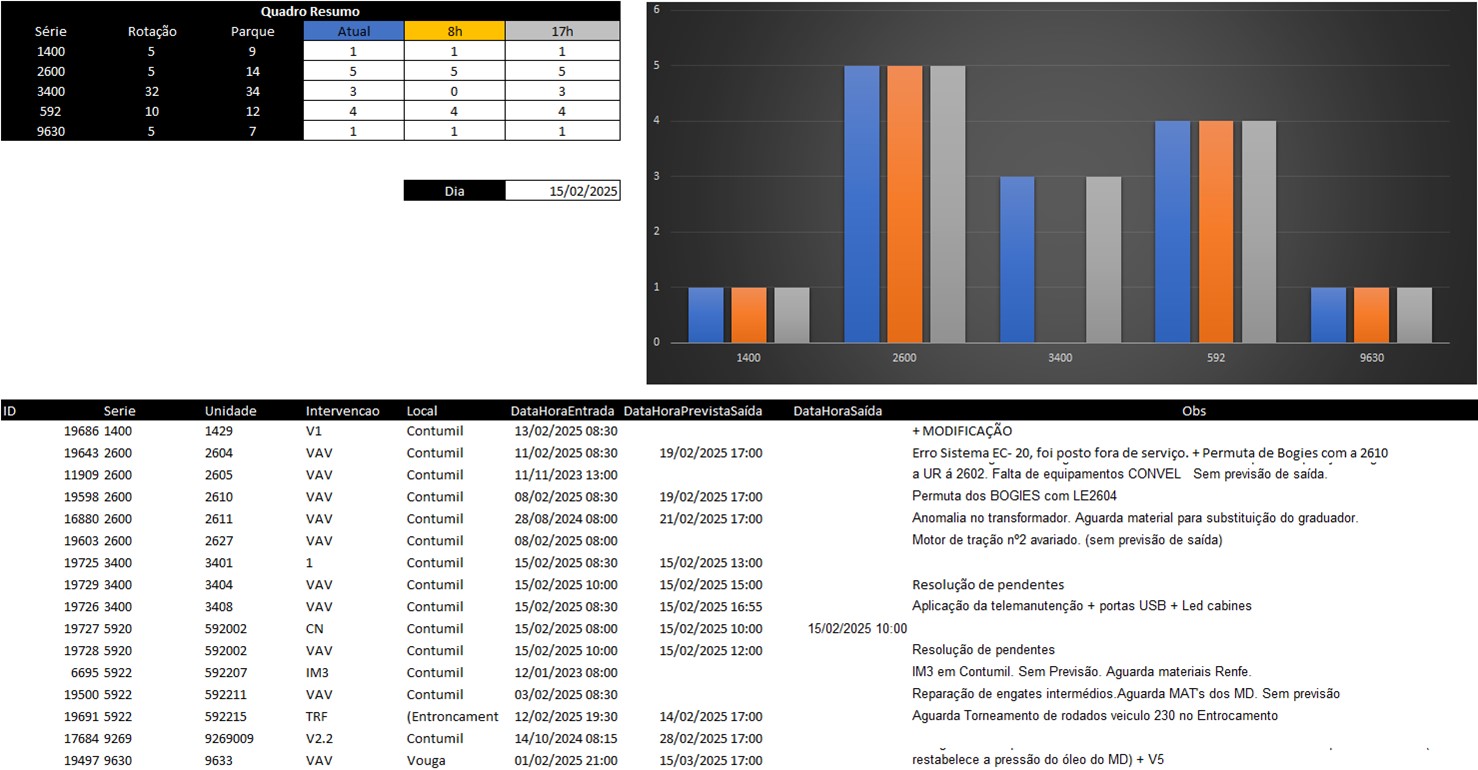 Quadro Resumo
Série Rotação Parque Atual 8h 17h
1400 5 9 1 1 1
2600 5 14 5 5 5
3400 32 34 3 0 3
592 10 12 4 4 4
9630 5 7 1 1 1
Dia 15/02/2025
6
5
4
3
2
1
0
1400 2600 3400 592 9630
ID Serie Unidade Intervencao Local DataHoraEntrada DataHoraPrevistaSaída DataHoraSaída Obs
19686 1400 1429 V1 Contumil 13/02/2025 08:30 + MODIFICAÇÃO
19643 2600 2604 VAV Contumil 11/02/2025 08:30 19/02/2025 17:00 Erro Sistema EC- 20, foi posto fora de serviço. + Permuta de Bogies com a 2610
11909 2600 2605 VAV Contumil 11/11/2023 13:00 a UR á 2602. Falta de equipamentos CONVEL Sem previsão de saída.
19598 2600 2610 VAV Contumil 08/02/2025 08:30 19/02/2025 17:00 Permuta dos BOGIES com LE2604
16880 2600 2611 VAV Contumil 28/08/2024 08:00 21/02/2025 17:00 Anomalia no transformador. Aguarda material para substituição do graduador.
19603 2600 2627 VAV Contumil 08/02/2025 08:00 Motor de tração nº2 avariado. (sem previsão de saída)
19725 3400 3401 1 Contumil 15/02/2025 08:30 15/02/2025 13:00
19729 3400 3404 VAV Contumil 15/02/2025 10:00 15/02/2025 15:00 Resolução de pendentes
19726 3400 3408 VAV Contumil 15/02/2025 08:30 15/02/2025 16:55 Aplicação da telemanutenção + portas USB + Led cabines
19727 5920 592002 CN Contumil 15/02/2025 08:00 15/02/2025 10:00 15/02/2025 10:00
19728 5920 592002 VAV Contumil 15/02/2025 10:00 15/02/2025 12:00 Resolução de pendentes
6695 5922 592207 IM3 Contumil 12/01/2023 08:00 IM3 em Contumil. Sem Previsão. Aguarda materiais Renfe.
19500 5922 592211 VAV Contumil 03/02/2025 08:30 Reparação de engates intermédios.Aguarda MAT's dos MD. Sem previsão
19691 5922 592215 TRF (Entroncament 12/02/2025 19:30 14/02/2025 17:00 Aguarda Torneamento de rodados veiculo 230 no Entrocamento
17684 9269 9269009 V2.2 Contumil 14/10/2024 08:15 28/02/2025 17:00
19497 9630 9633 VAV Vouga 01/02/2025 21:00 15/03/2025 17:00 restabelece a pressão do óleo do MD) + V5